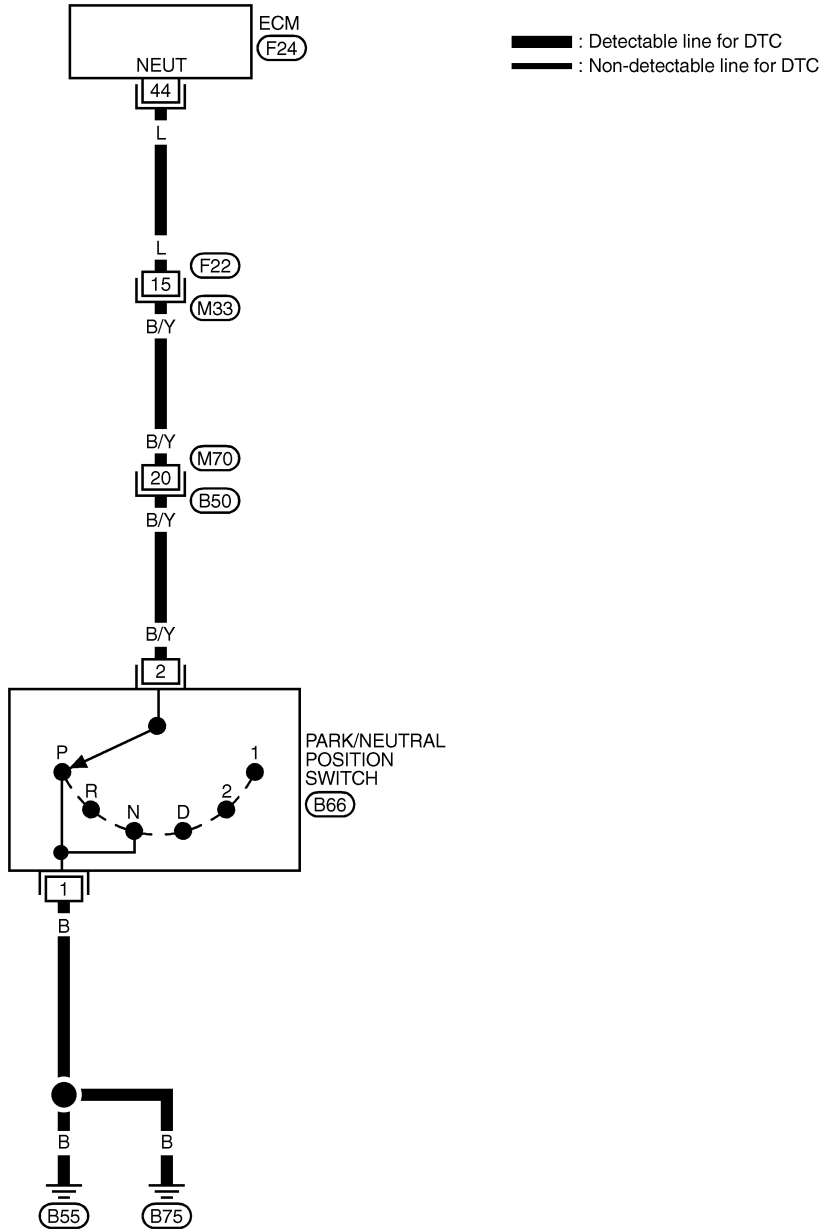 ECM
F24
NEUT
44
: Detectable line for DTC
: Non-detectable line for DTC
L
L
F22
15
M33
B/Y
B/Y
M70
20
B50
B/Y
B/Y
2
PARK/NEUTRAL
POSITION
SWITCH
B66
P
R
N
D
2
1
1
B
B
B
B55
B75